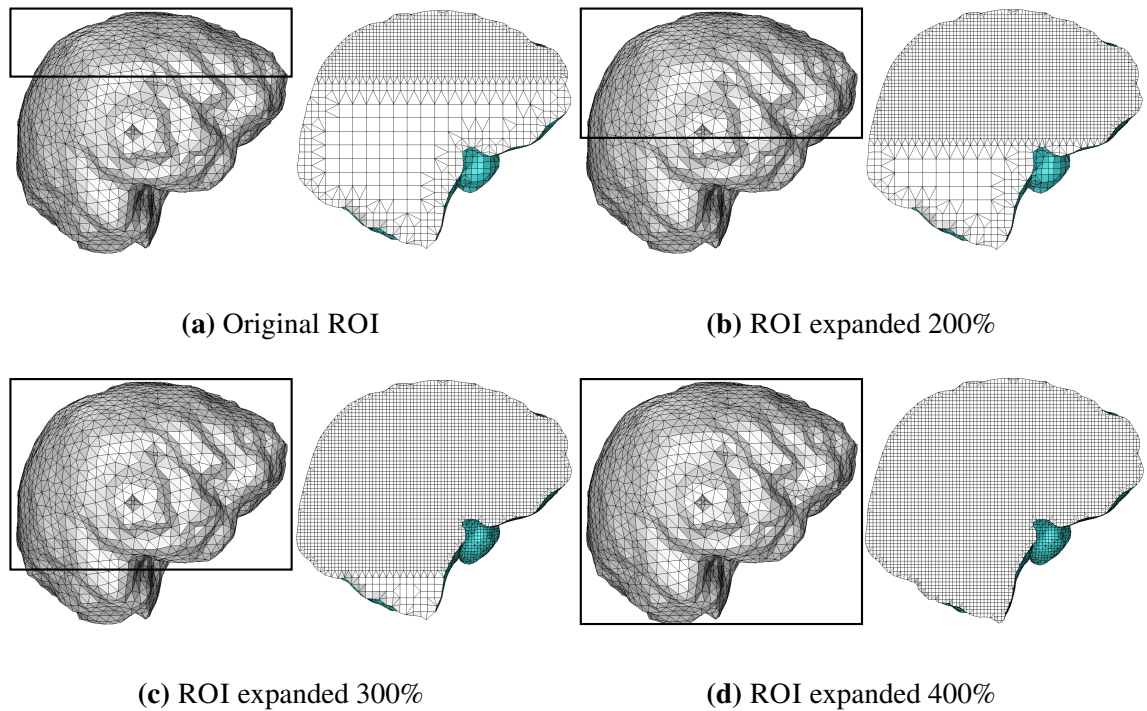 (a) Original ROI
(b) ROI expanded 200%
(c) ROI expanded 300%
(d) ROI expanded 400%